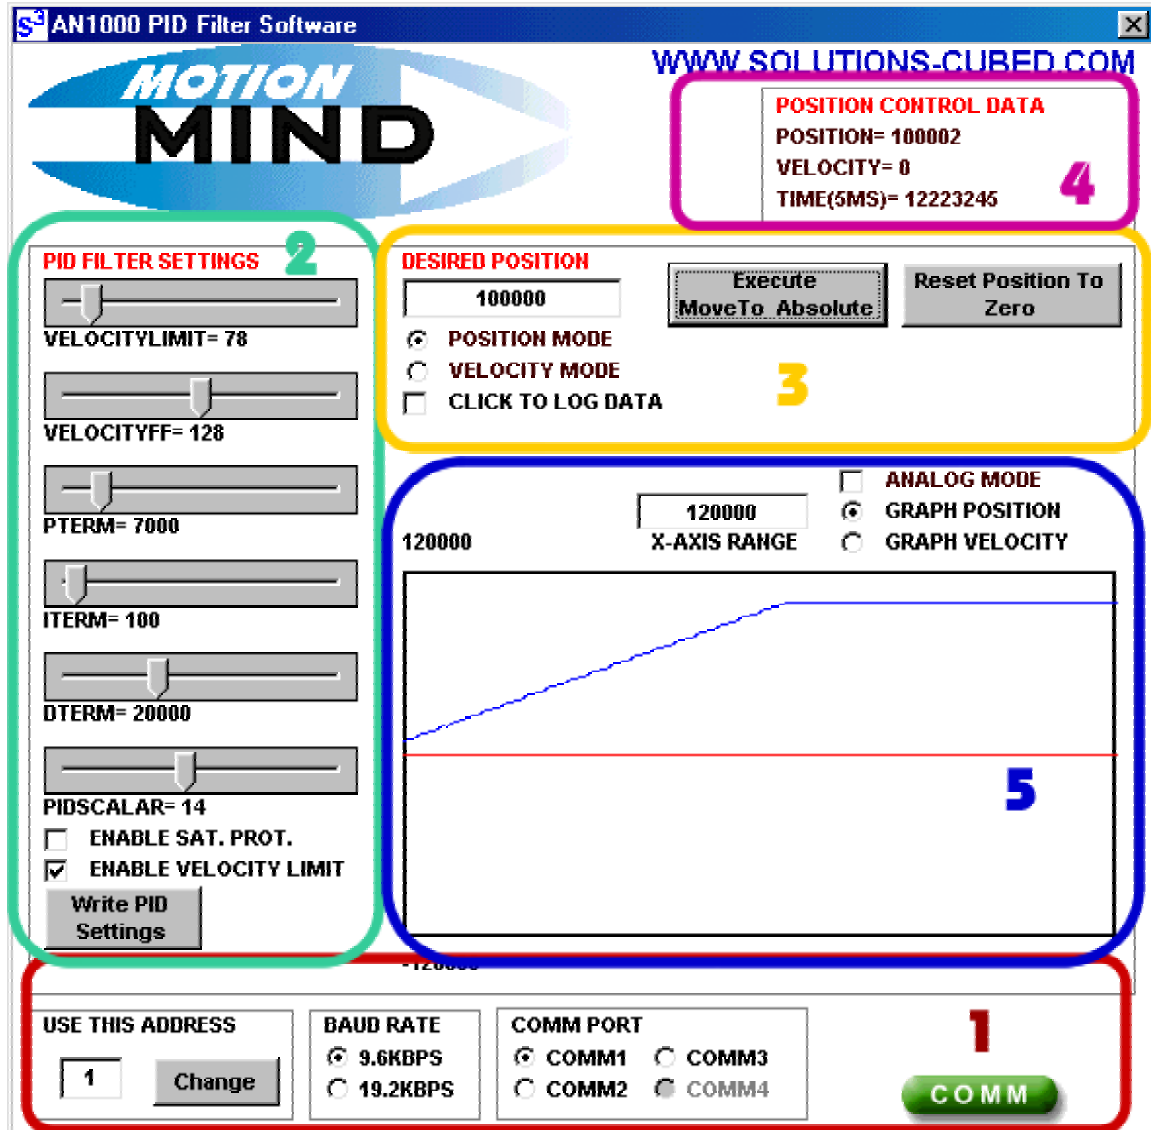 S3 AN1000 PID Filter Software
MOTION
MIND
WWW.SOLUTIONS-CUBED.COM
POSITION CONTROL DATA
POSITION= 100002
VELOCITY= 0
TIME(5MS)= 12223245
4
2
PID FILTER SETTINGS
VELOCITYLIMIT= 78
VELOCITYFF= 128
PTERM= 7000
ITERM= 100
DTERM= 20000
PIDSCALAR= 14
ENABLE SAT. PROT.
ENABLE VELOCITY LIMIT
Write PID
Settings
DESIRED POSITION
100000
Execute
MoveTo Absolute
Reset Position To
Zero
POSITION MODE
VELOCITY MODE
CLICK TO LOG DATA
3
ANALOG MODE
120000
GRAPH POSITION
120000
X-AXIS RANGE
GRAPH VELOCITY
5
-120000
USE THIS ADDRESS
1
Change
BAUD RATE
9.6KBPS
19.2KBPS
COMM PORT
COMM1
COMM3
COMM2
COMM4
1
COMM